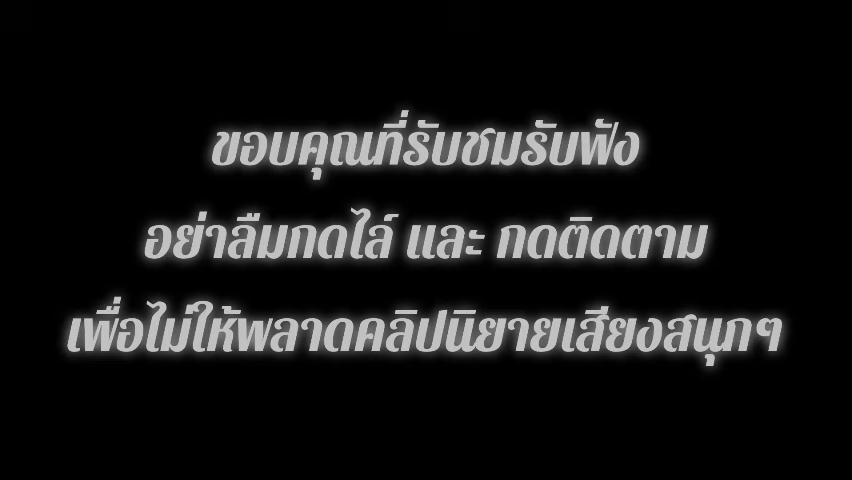 ขอบคุณที่รับชมรับฟัง
อย่าลืมกดไล์ และ กดติดตาม
เพื่อไม่ให้พลาดคลิปนิยายเสียงสนุกๆ